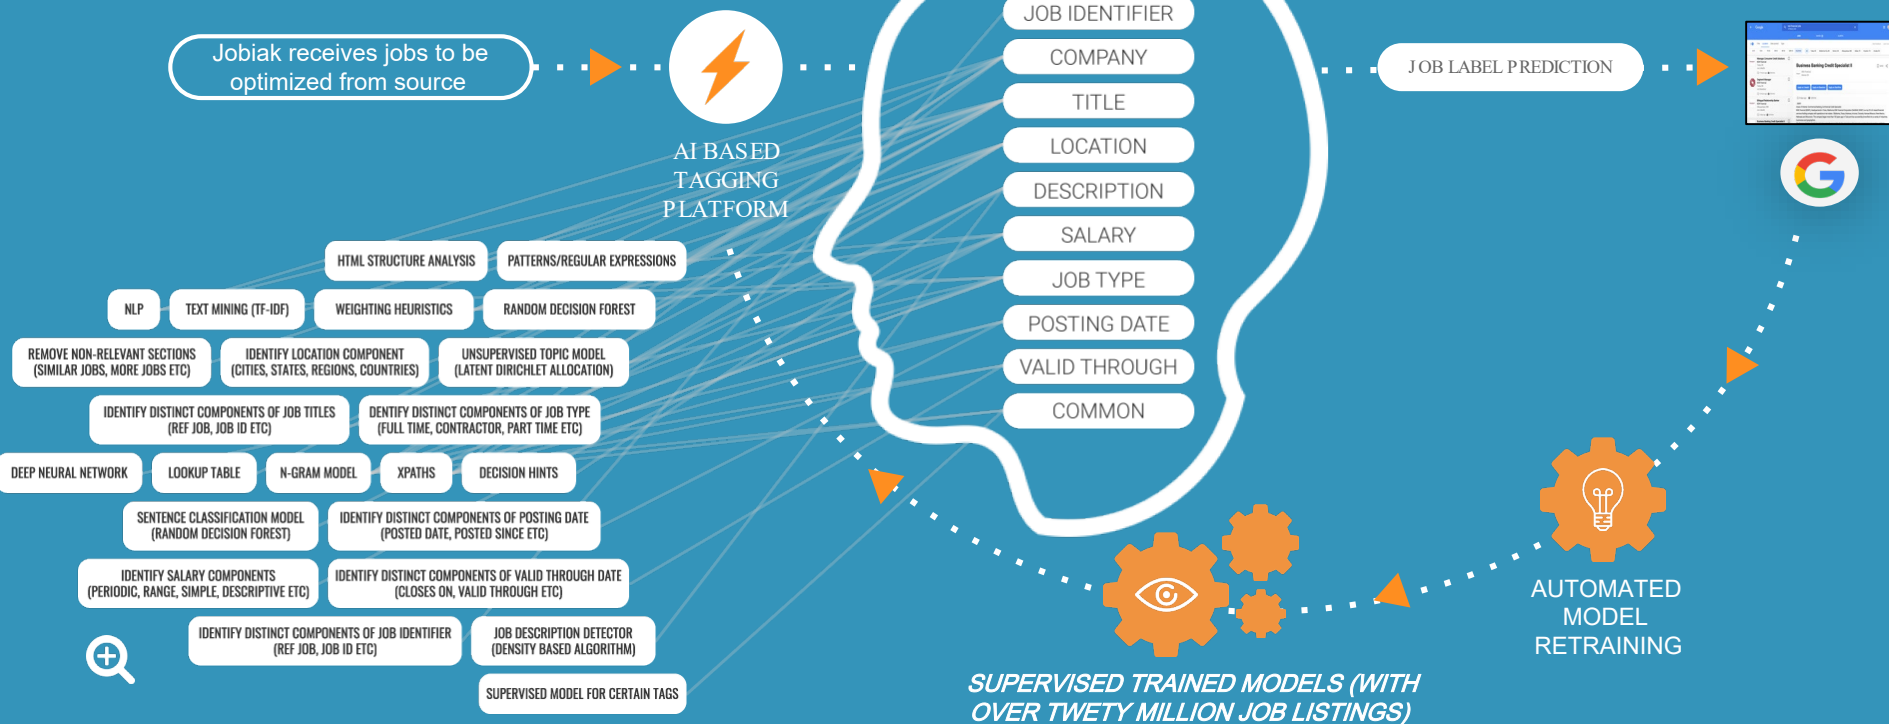 Jobiak receives jobs to be
optimized from source
AI BASED
TAGGING
PLATFORM
JOB IDENTIFIER
COMPANY
TITLE
LOCATION
DESCRIPTION
SALARY
JOB TYPE
POSTING DATE
VALID THROUGH
COMMON
JOB LABEL PREDICTION
Business Banking Credit Specialist II
HTML STRUCTURE ANALYSIS
PATTERNS/REGULAR EXPRESSIONS
NLP
TEXT MINING (TF-IDF)
WEIGHTING HEURISTICS
RANDOM DECISION FOREST
REMOVE NON-RELEVANT SECTIONS
(SIMILAR JOBS, MORE JOBS ETC)
IDENTIFY LOCATION COMPONENT
(CITIES, STATES, REGIONS, COUNTRIES)
UNSUPERVISED TOPIC MODEL
(LATENT DIRICHLET ALLOCATION)
IDENTIFY DISTINCT COMPONENTS OF JOB TITLES
(REF JOB, JOB ID ETC)
DENTIFY DISTINCT COMPONENTS OF JOB TYPE
(FULL TIME, CONTRACTOR, PART TIME ETC)
DEEP NEURAL NETWORK
LOOKUP TABLE
N-GRAM MODEL
XPATHS
DECISION HINTS
SENTENCE CLASSIFICATION MODEL
(RANDOM DECISION FOREST)
IDENTIFY DISTINCT COMPONENTS OF POSTING DATE
(POSTED DATE, POSTED SINCE ETC)
IDENTIFY SALARY COMPONENTS
(PERIODIC, RANGE, SIMPLE, DESCRIPTIVE ETC)
IDENTIFY DISTINCT COMPONENTS OF VALID THROUGH DATE
(CLOSES ON, VALID THROUGH ETC)
IDENTIFY DISTINCT COMPONENTS OF JOB IDENTIFIER
(REF JOB, JOB ID ETC)
JOB DESCRIPTION DETECTOR
(DENSITY BASED ALGORITHM)
SUPERVISED MODEL FOR CERTAIN TAGS
AUTOMATED
MODEL
RETRAINING
SUPERVISED TRAINED MODELS (WITH
OVER TWETY MILLION JOB LISTINGS)